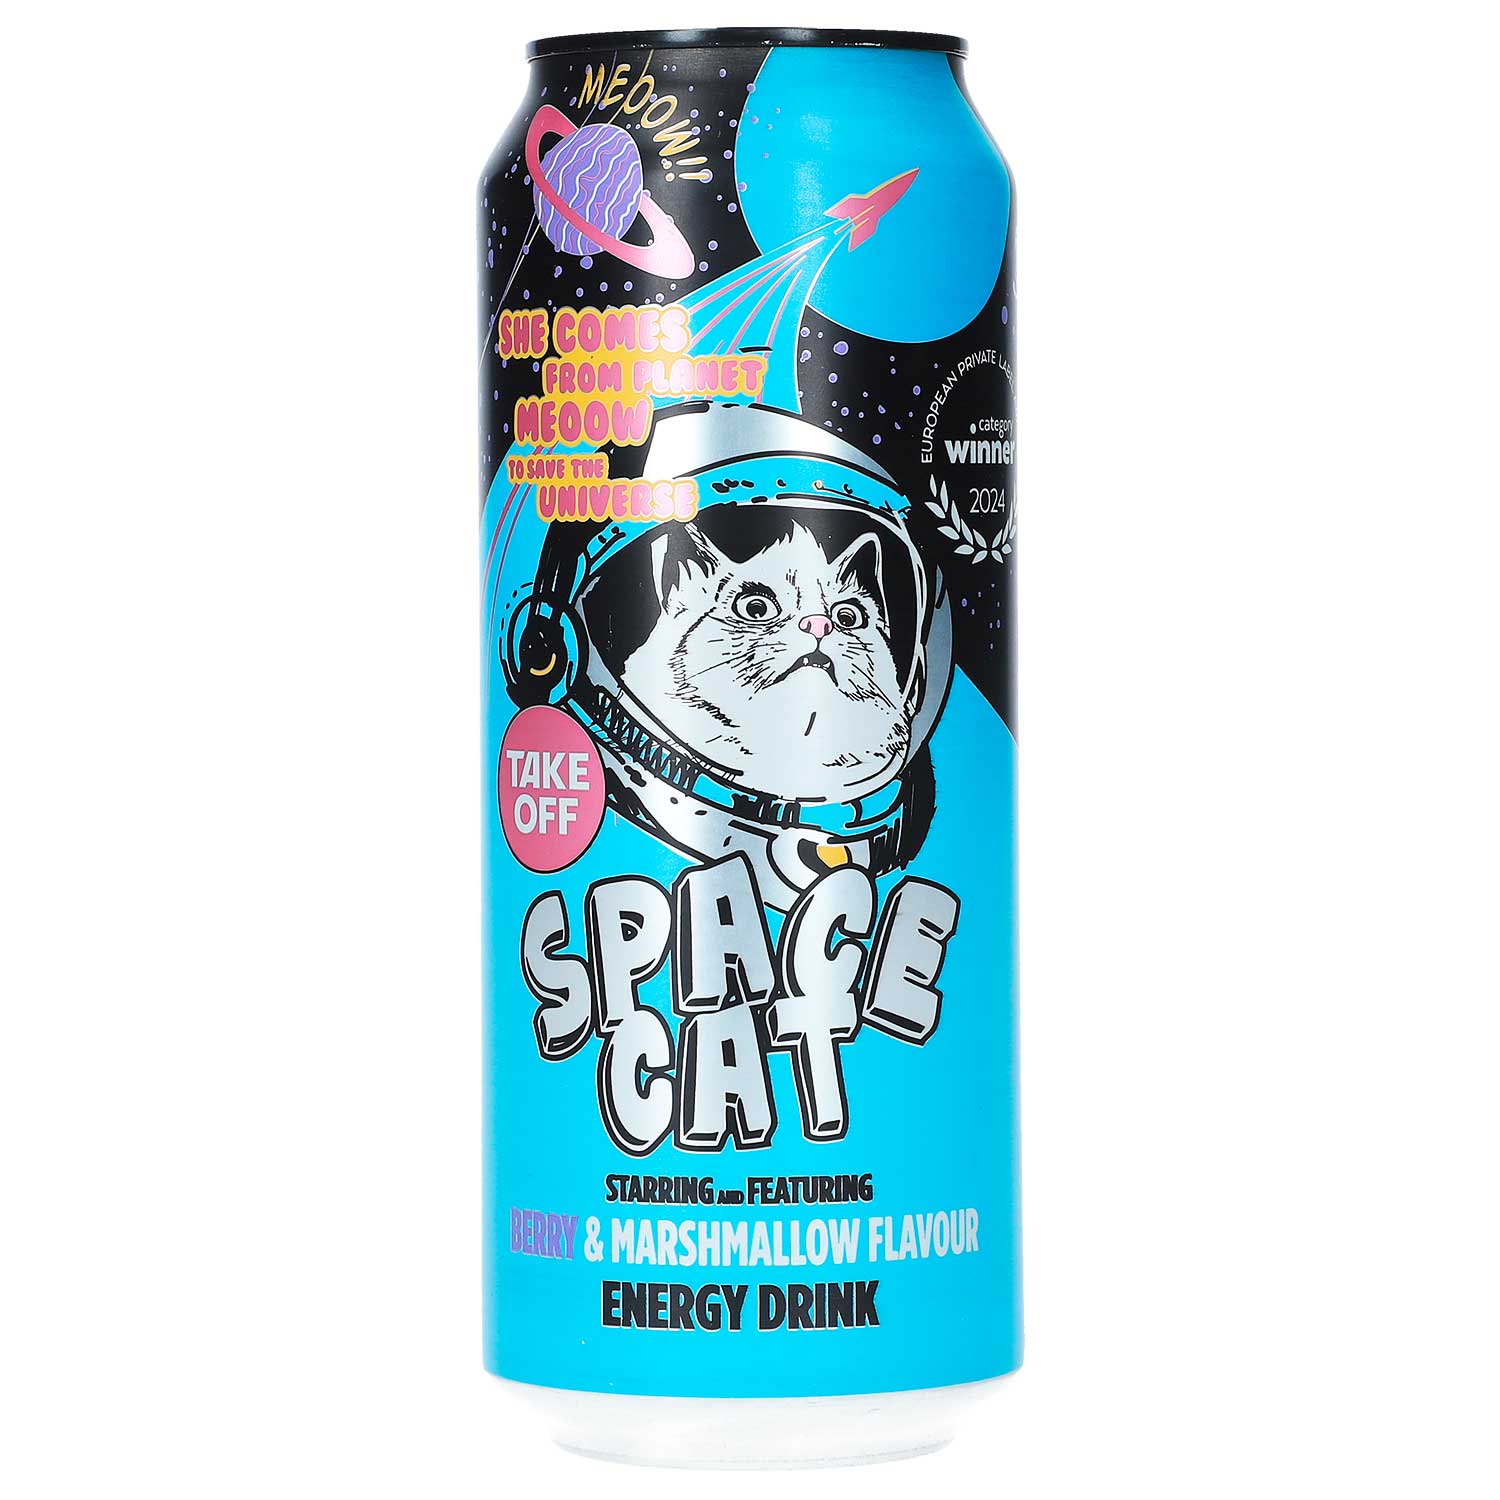 MEOOW!!
SHE COMES
FROM PLANET
MEOOW
TO SAVE THE
UNIVERSE
EUROPEAN PRIVATE LABEL
category
winner
2024
TAKE
OFF
SPACE
CAT
STARRING AND FEATURING
BERRY & MARSHMALLOW FLAVOUR
ENERGY DRINK